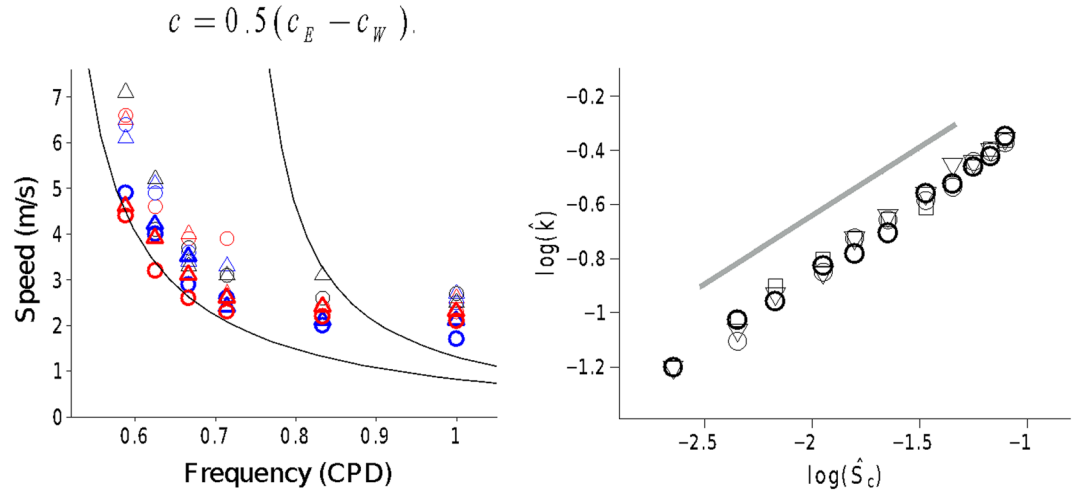 c = 0.5(c_E − c_W).
7
6
5
4
3
2
1
0
Speed (m/s)
0.6 0.7 0.8 0.9 1
Frequency (CPD)
−0.2
−0.4
−0.6
−0.8
−1
−1.2
log(k̂)
−2.5 −2 −1.5 −1
log(Ŝ_c)